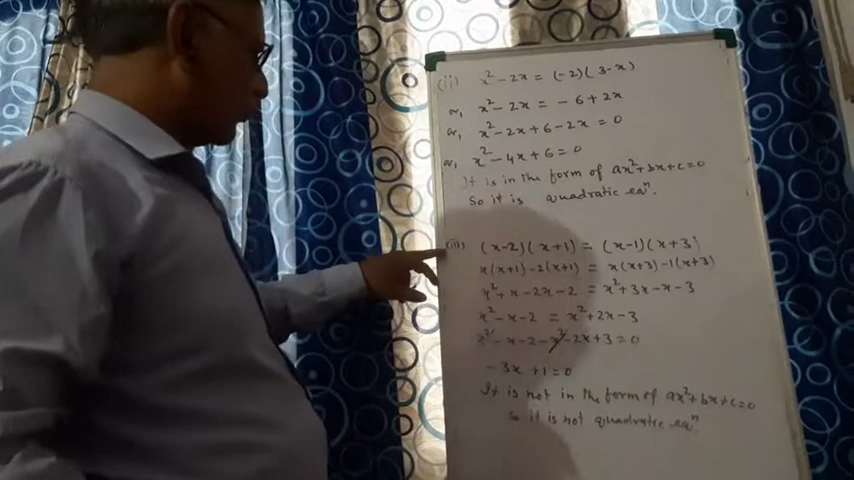 (ii) x² - 2x = (-2)(3-x)
or, x² - 2x = - 6 + 2x
or, x² - 2x + 6 - 2x = 0
or, x² - 4x + 6 = 0
It is in the form of ax² + bx + c = 0
So it is quadratic eqⁿ.
(iii) (x-2)(x+1) = (x-1)(x+3)
x(x+1) - 2(x+1) = x(x+3) - 1(x+3)
x² + x - 2x - 2 = x² + 3x - x - 3
x² - x - 2 = x² + 2x - 3
x² - x - 2 - x² - 2x + 3 = 0
- 3x + 1 = 0
It is not in the form of ax² + bx + c = 0
so it is not quadratic eqⁿ.